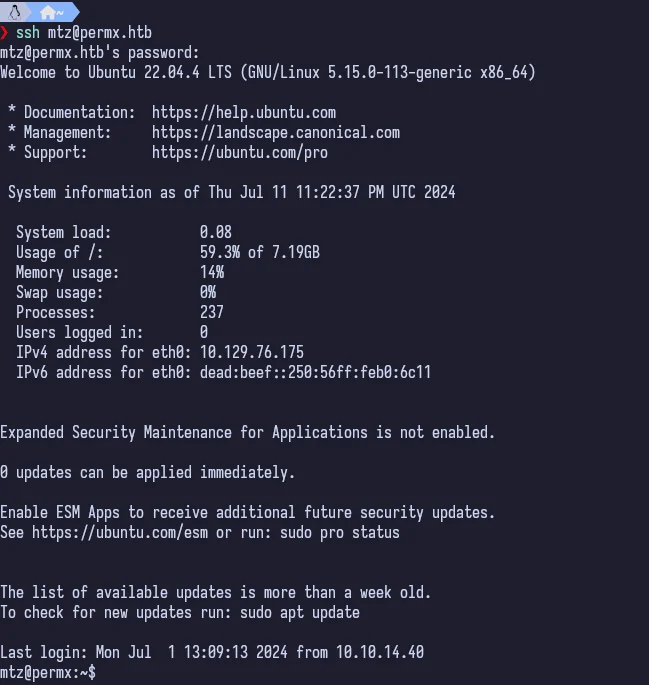 ~
❯ ssh mtz@permx.htb
mtz@permx.htb's password:
Welcome to Ubuntu 22.04.4 LTS (GNU/Linux 5.15.0-113-generic x86_64)
* Documentation:  https://help.ubuntu.com
* Management:     https://landscape.canonical.com
* Support:        https://ubuntu.com/pro
System information as of Thu Jul 11 11:22:37 PM UTC 2024
System load:           0.08
Usage of /:            59.3% of 7.19GB
Memory usage:          14%
Swap usage:            0%
Processes:             237
Users logged in:       0
IPv4 address for eth0: 10.129.76.175
IPv6 address for eth0: dead:beef::250:56ff:feb0:6c11
Expanded Security Maintenance for Applications is not enabled.
0 updates can be applied immediately.
Enable ESM Apps to receive additional future security updates.
See https://ubuntu.com/esm or run: sudo pro status
The list of available updates is more than a week old.
To check for new updates run: sudo apt update
Last login: Mon Jul  1 13:09:13 2024 from 10.10.14.40
mtz@permx:~$